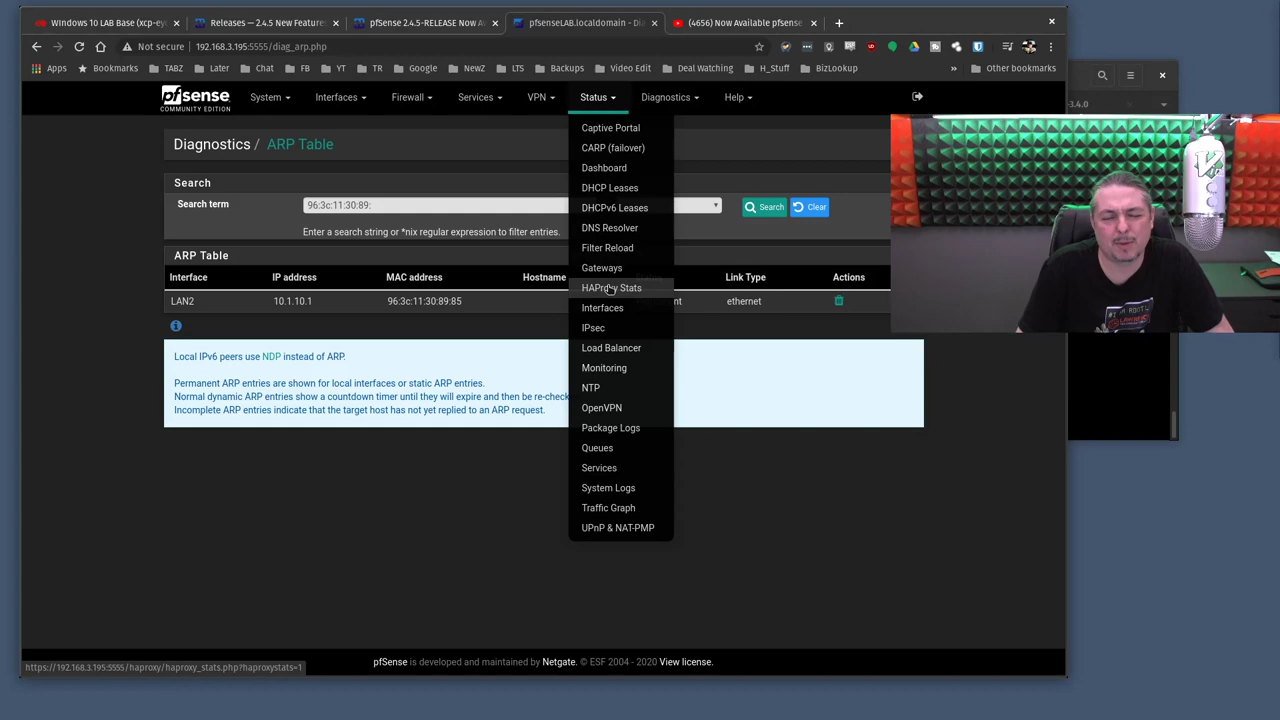 WIndows 10 LAB Base (xcp-ey
Releases — 2.4.5 New Feature:
pfSense 2.4.5-RELEASE Now Av
pfsenseLAB.localdomain - Dia
(4656) Now Available pfsense
Not secure
192.168.3.195:5555/diag_arp.php
Apps
Bookmarks
TABZ
Later
Chat
FB
YT
TR
Google
NewZ
LTS
Backups
Video Edit
Deal Watching
H_Stuff
BizLookup
»
Other bookmarks
-3.4.0
pfsense
COMMUNITY EDITION
System
Interfaces
Firewall
Services
VPN
Status
Diagnostics
Help
Captive Portal
CARP (failover)
Dashboard
DHCP Leases
DHCPv6 Leases
DNS Resolver
Filter Reload
Gateways
HAProxy Stats
Interfaces
IPsec
Load Balancer
Monitoring
NTP
OpenVPN
Package Logs
Queues
Services
System Logs
Traffic Graph
UPnP & NAT-PMP
Diagnostics / ARP Table
Search
Search term
96:3c:11:30:89:
Search
Clear
Enter a search string or *nix regular expression to filter entries.
ARP Table
Interface
IP address
MAC address
Hostname
Status
Link Type
Actions
LAN2
10.1.10.1
96:3c:11:30:89:85
nt
ethernet
Local IPv6 peers use NDP instead of ARP.
Permanent ARP entries are shown for local interfaces or static ARP entries.
Normal dynamic ARP entries show a countdown timer until they will expire and then be re-check
Incomplete ARP entries indicate that the target host has not yet replied to an ARP request.
pfSense is developed and maintained by Netgate. © ESF 2004 - 2020 View license.
https://192.168.3.195:5555/haproxy/haproxy_stats.php?haproxystats=1